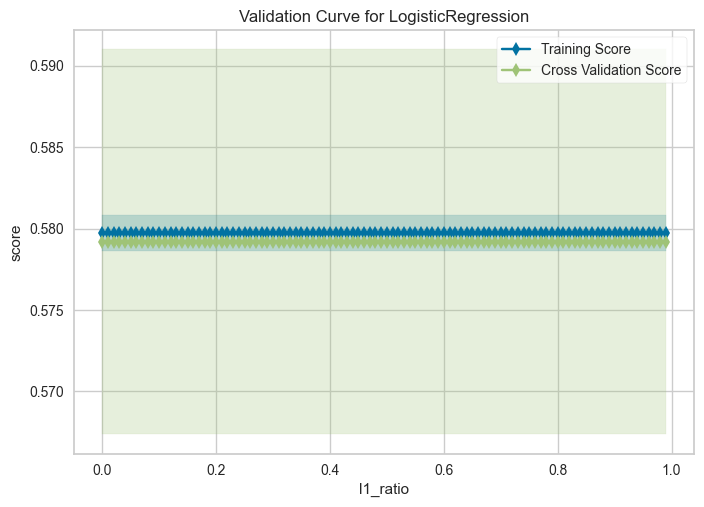 Validation Curve for LogisticRegression
Training Score
Cross Validation Score
0.590
0.585
0.580
0.575
0.570
score
0.0 0.2 0.4 0.6 0.8 1.0
l1_ratio